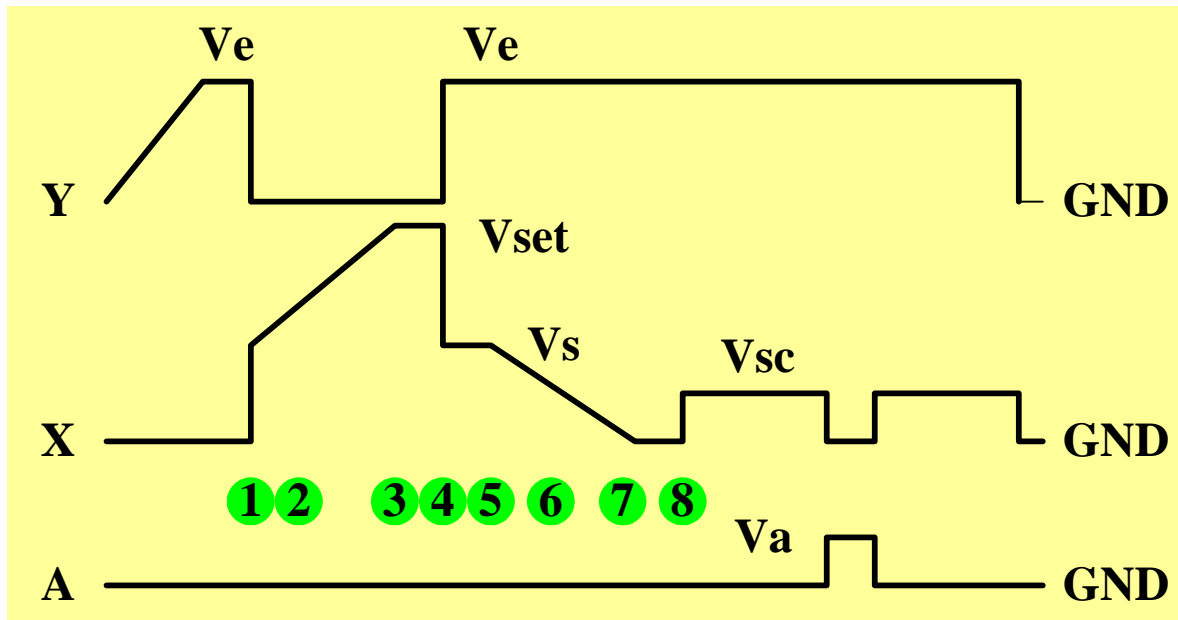 Ve Ve
Y GND
Vset
Vs Vsc
X GND
1 2 3 4 5 6 7 8
Va
A GND